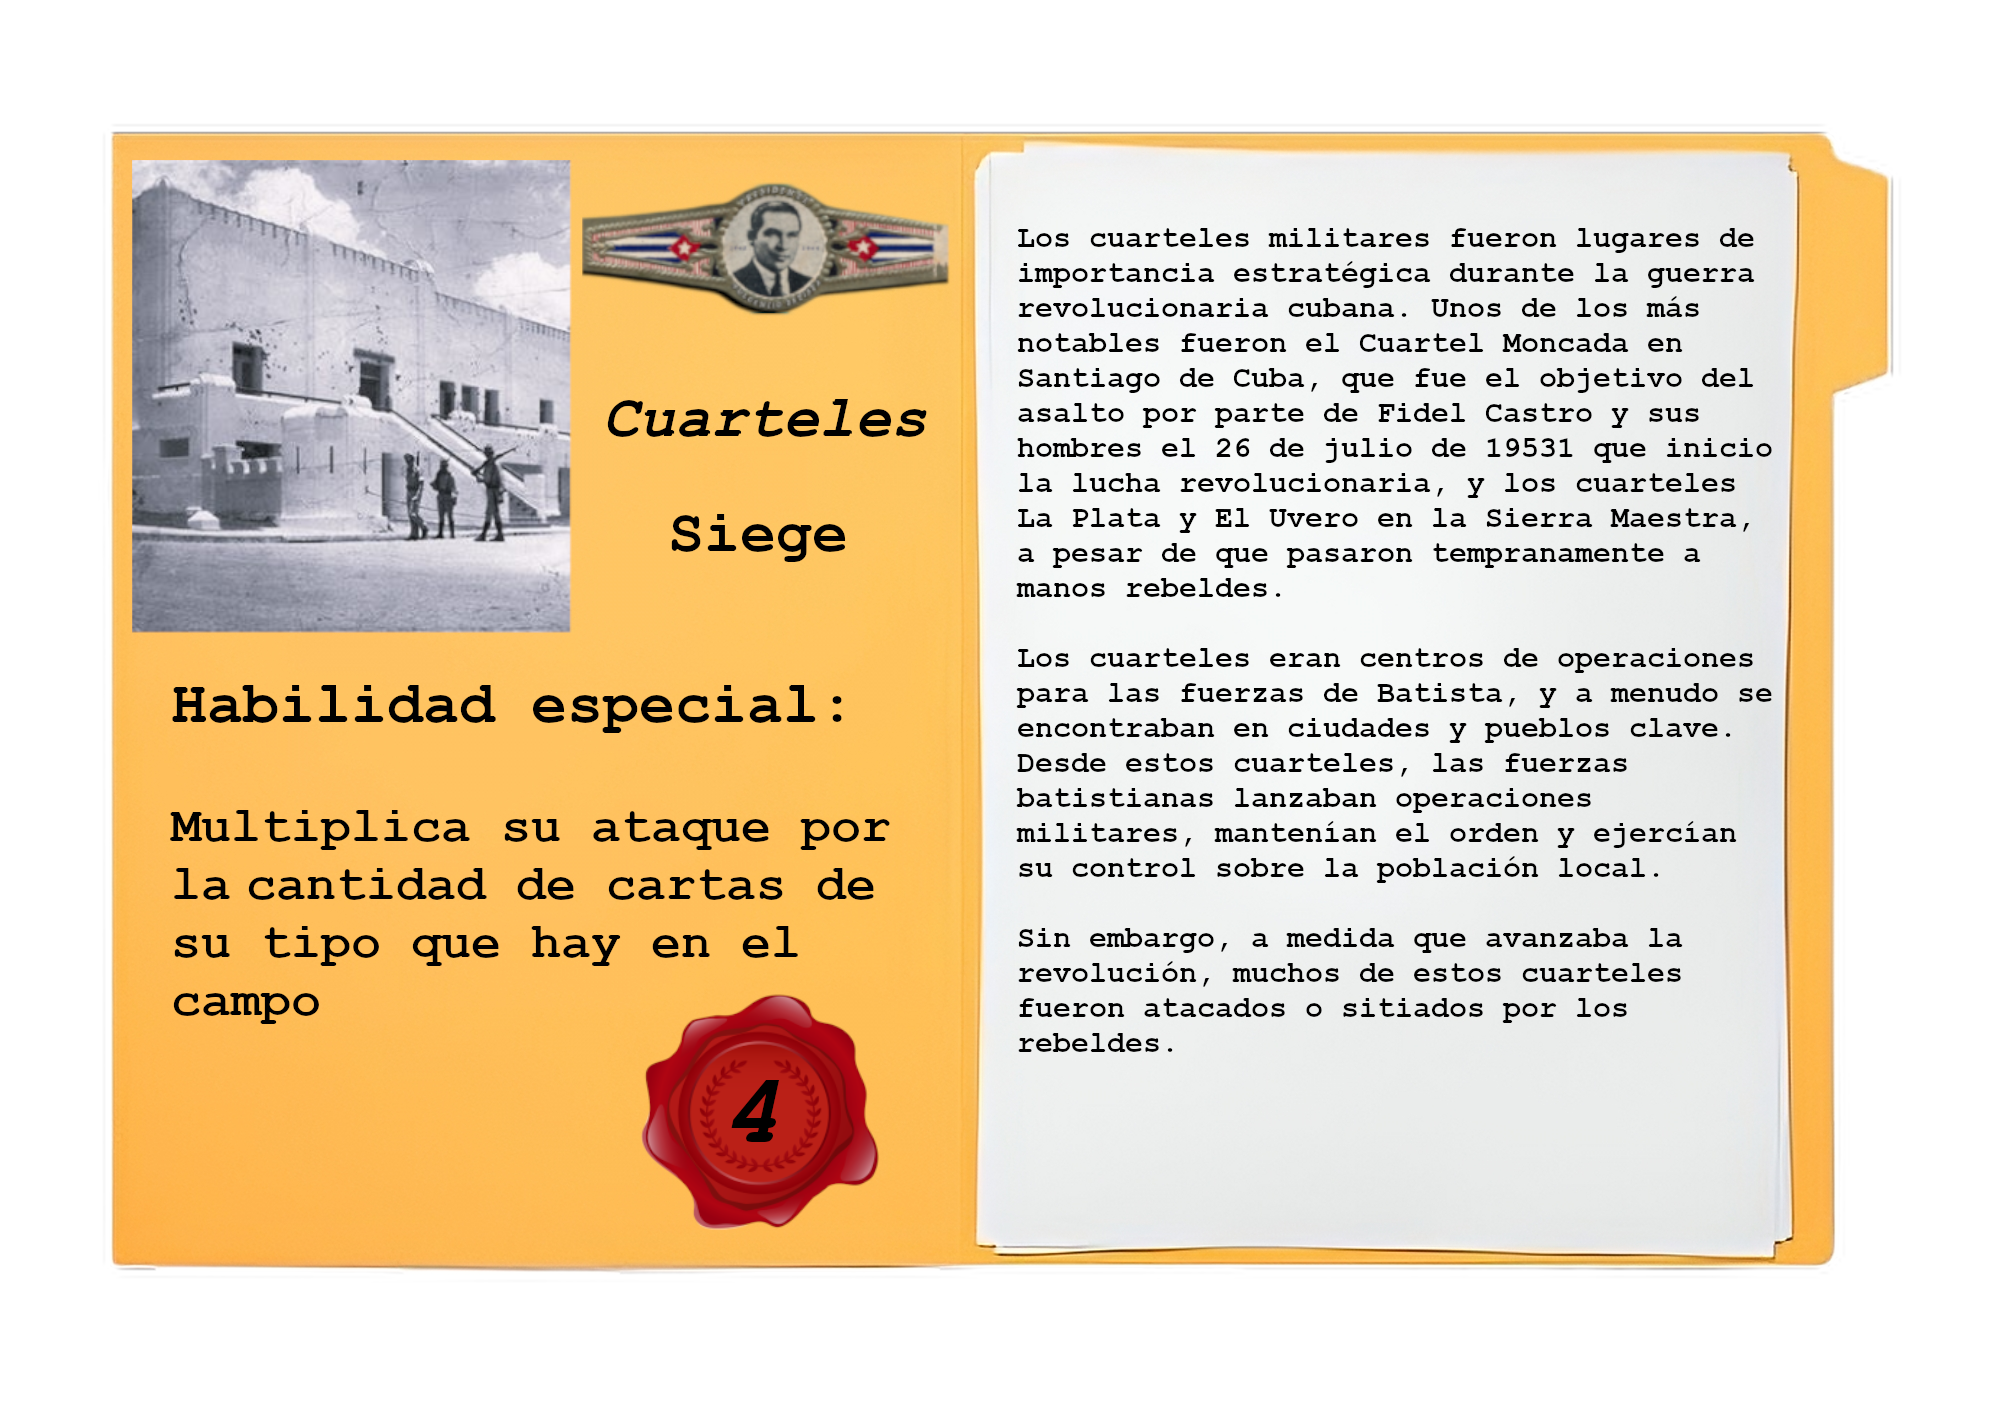 Cuarteles
Siege
Habilidad especial:
Multiplica su ataque por
la cantidad de cartas de
su tipo que hay en el
campo
4
Los cuarteles militares fueron lugares de
importancia estratégica durante la guerra
revolucionaria cubana. Unos de los más
notables fueron el Cuartel Moncada en
Santiago de Cuba, que fue el objetivo del
asalto por parte de Fidel Castro y sus
hombres el 26 de julio de 19531 que inicio
la lucha revolucionaria, y los cuarteles
La Plata y El Uvero en la Sierra Maestra,
a pesar de que pasaron tempranamente a
manos rebeldes.
Los cuarteles eran centros de operaciones
para las fuerzas de Batista, y a menudo se
encontraban en ciudades y pueblos clave.
Desde estos cuarteles, las fuerzas
batistianas lanzaban operaciones
militares, mantenían el orden y ejercían
su control sobre la población local.
Sin embargo, a medida que avanzaba la
revolución, muchos de estos cuarteles
fueron atacados o sitiados por los
rebeldes.